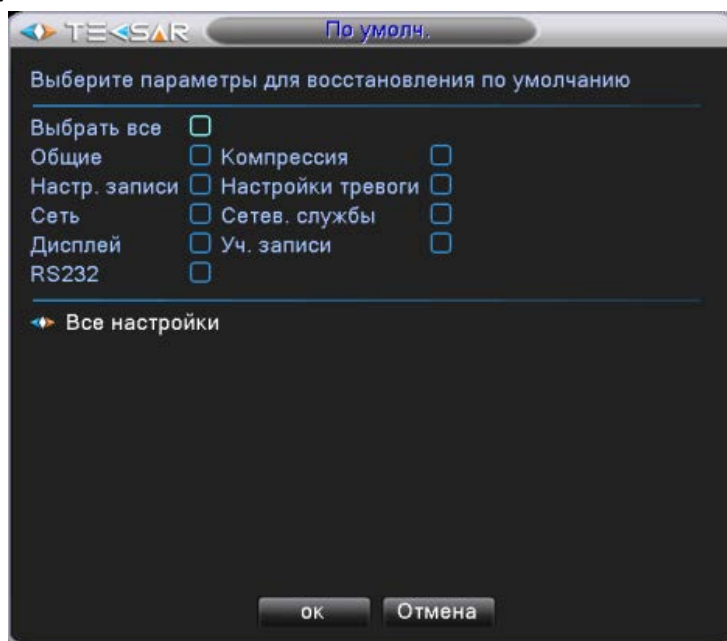 TEKSAR По умолч.
Выберите параметры для восстановления по умолчанию
Выбрать все
Общие Компрессия
Настр. записи Настройки тревоги
Сеть Сетев. службы
Дисплей Уч. записи
RS232
Все настройки
ок Отмена